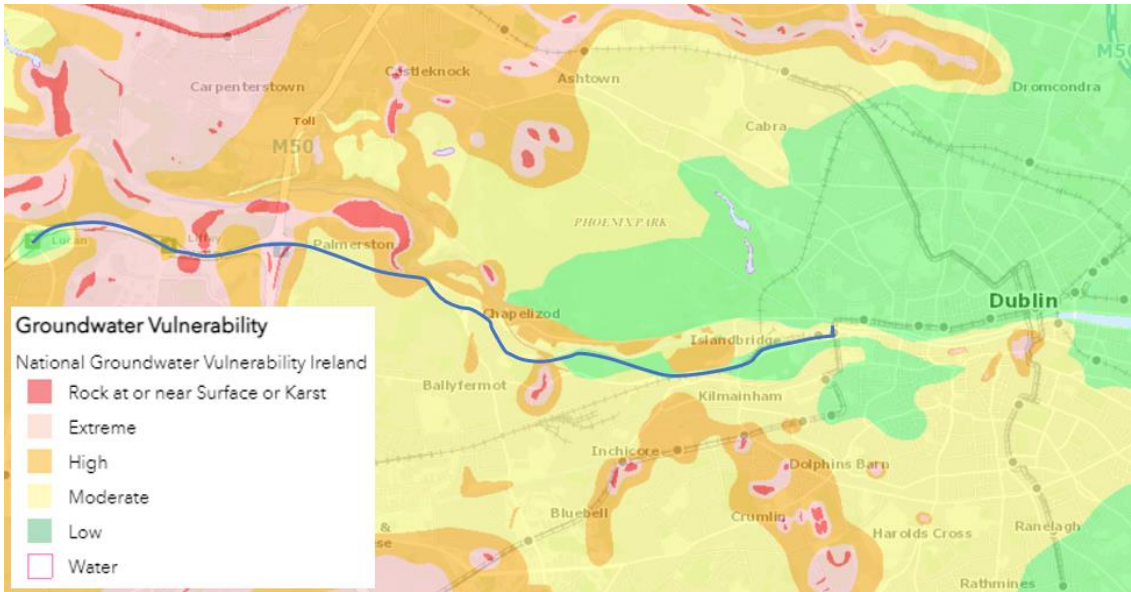 M50
Castleknock
Carpenterstown
Ashtown
Dromcondra
Toll
M50
Cabra
PHOENIX PARK
Lucan
Liffey
Palmerston
Dublin
Chapelizod
Islandbridge
Ballyfermot
Kilmainham
Inchicore
Dolphins Barn
Bluebell
Crumlin
Harolds Cross
Ranelagh
Rathmines
&
se
Groundwater Vulnerability
National Groundwater Vulnerability Ireland
Rock at or near Surface or Karst
Extreme
High
Moderate
Low
Water